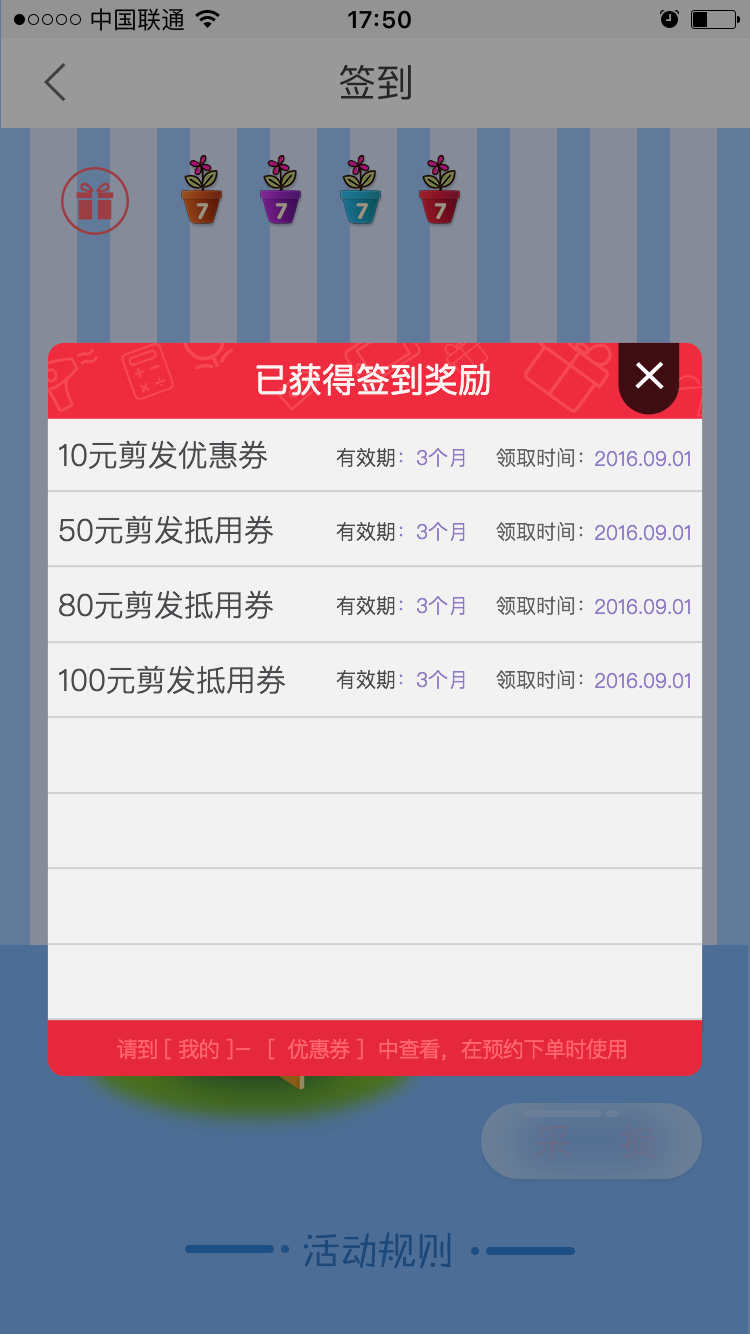 中国联通 17:50
签到
7 7 7 7
已获得签到奖励
10元剪发优惠券 有效期：3个月 领取时间：2016.09.01
50元剪发抵用券 有效期：3个月 领取时间：2016.09.01
80元剪发抵用券 有效期：3个月 领取时间：2016.09.01
100元剪发抵用券 有效期：3个月 领取时间：2016.09.01
请到 [ 我的 ]— [ 优惠券 ] 中查看，在预约下单时使用
活动规则